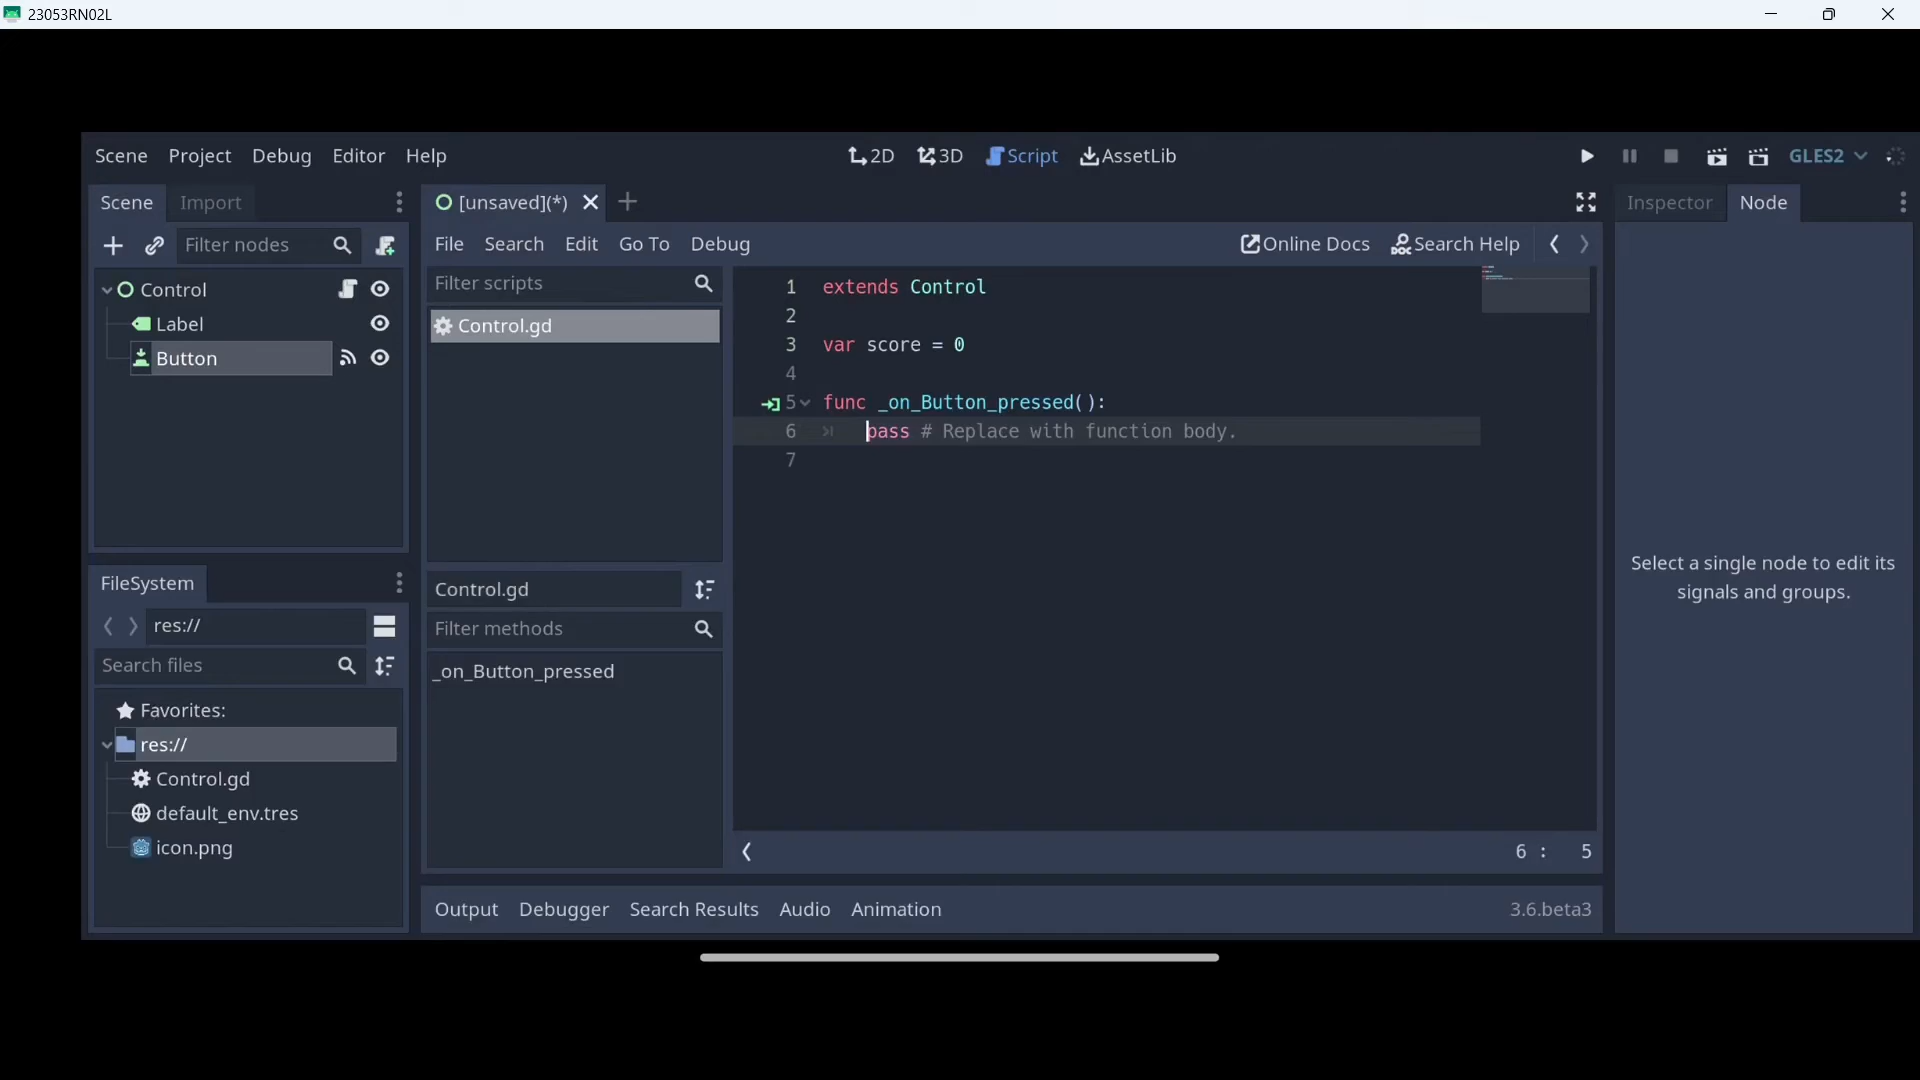 23053RN02L
Scene Project Debug Editor Help 2D 3D Script AssetLib GLES2
Scene Import
[unsaved](*)
Inspector Node
Filter nodes
File Search Edit Go To Debug Online Docs Search Help
Control
Label
Button
Filter scripts
Control.gd
1 extends Control
2
3 var score = 0
4
5 func _on_Button_pressed():
6 pass # Replace with function body.
7
Select a single node to edit its
signals and groups.
FileSystem
res://
Search files
Favorites:
res://
Control.gd
default_env.tres
icon.png
Control.gd
Filter methods
_on_Button_pressed
6 : 5
Output Debugger Search Results Audio Animation 3.6.beta3